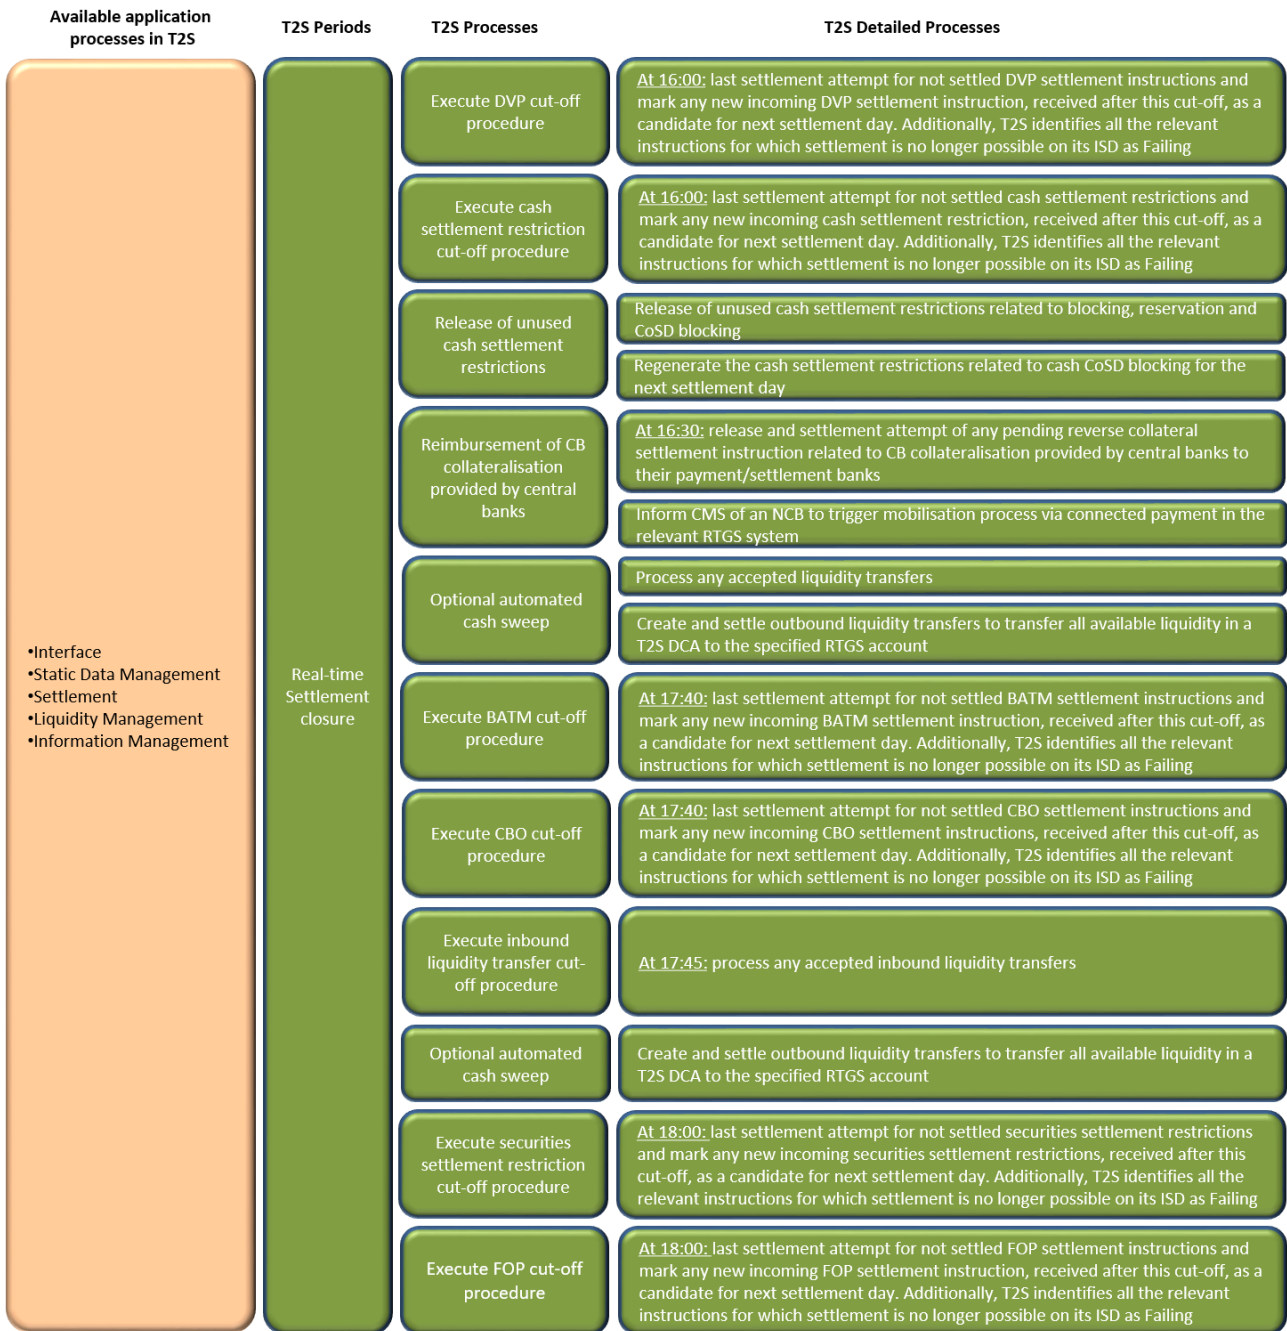 Available application
processes in T2S
T2S Periods
T2S Processes
T2S Detailed Processes
•Interface
•Static Data Management
•Settlement
•Liquidity Management
•Information Management
Real-time
Settlement
closure
Execute DVP cut-off
procedure
At 16:00: last settlement attempt for not settled DVP settlement instructions and
mark any new incoming DVP settlement instruction, received after this cut-off, as a
candidate for next settlement day. Additionally, T2S identifies all the relevant
instructions for which settlement is no longer possible on its ISD as Failing
Execute cash
settlement restriction
cut-off procedure
At 16:00: last settlement attempt for not settled cash settlement restrictions and
mark any new incoming cash settlement restriction, received after this cut-off, as
a candidate for next settlement day. Additionally, T2S identifies all the relevant
instructions for which settlement is no longer possible on its ISD as Failing
Release of unused
cash settlement
restrictions
Release of unused cash settlement restrictions related to blocking, reservation and
CoSD blocking
Regenerate the cash settlement restrictions related to cash CoSD blocking for the
next settlement day
Reimbursement of CB
collateralisation
provided by central
banks
At 16:30: release and settlement attempt of any pending reverse collateral
settlement instruction related to CB collateralisation provided by central banks to
their payment/settlement banks
Inform CMS of an NCB to trigger mobilisation process via connected payment in the
relevant RTGS system
Optional automated
cash sweep
Process any accepted liquidity transfers
Create and settle outbound liquidity transfers to transfer all available liquidity in a
T2S DCA to the specified RTGS account
Execute BATM cut-off
procedure
At 17:40: last settlement attempt for not settled BATM settlement instructions and
mark any new incoming BATM settlement instruction, received after this cut-off, as
a candidate for next settlement day. Additionally, T2S identifies all the relevant
instructions for which settlement is no longer possible on its ISD as Failing
Execute CBO cut-off
procedure
At 17:40: last settlement attempt for not settled CBO settlement instructions and
mark any new incoming CBO settlement instructions, received after this cut-off, as
a candidate for next settlement day. Additionally, T2S identifies all the relevant
instructions for which settlement is no longer possible on its ISD as Failing
Execute inbound
liquidity transfer cut-
off procedure
At 17:45: process any accepted inbound liquidity transfers
Optional automated
cash sweep
Create and settle outbound liquidity transfers to transfer all available liquidity in a
T2S DCA to the specified RTGS account
Execute securities
settlement restriction
cut-off procedure
At 18:00: last settlement attempt for not settled securities settlement restrictions
and mark any new incoming securities settlement restrictions, received after this
cut-off, as a candidate for next settlement day. Additionally, T2S identifies all the
relevant instructions for which settlement is no longer possible on its ISD as Failing
Execute FOP cut-off
procedure
At 18:00: last settlement attempt for not settled FOP settlement instructions and
mark any new incoming FOP settlement instruction, received after this cut-off, as a
candidate for next settlement day. Additionally, T2S indentifies all the relevant
instructions for which settlement is no longer possible on its ISD as Failing